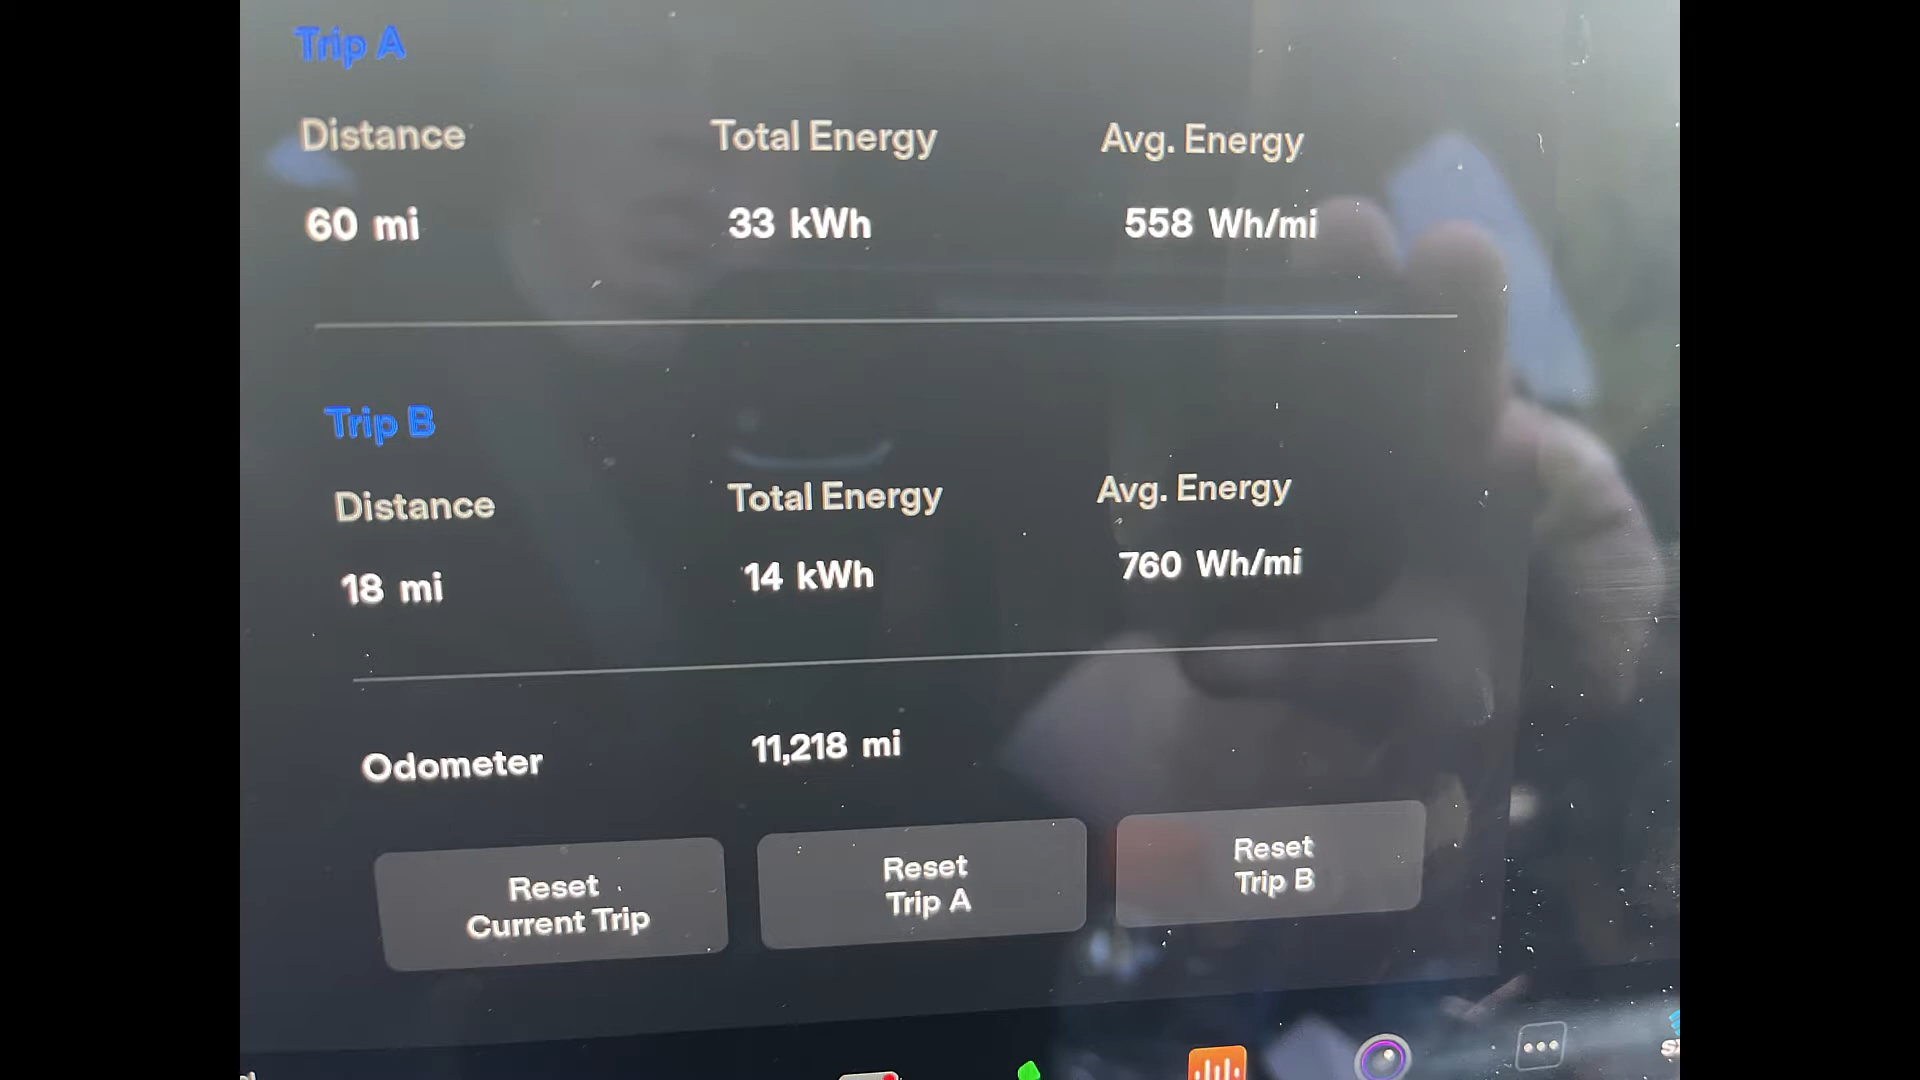 Trip A
Distance Total Energy Avg. Energy
60 mi 33 kWh 558 Wh/mi
Trip B
Distance Total Energy Avg. Energy
18 mi 14 kWh 760 Wh/mi
Odometer 11,218 mi
Reset
Current Trip
Reset
Trip A
Reset
Trip B